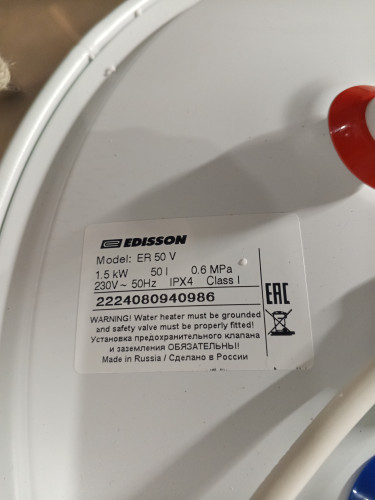 EDISSON
Model: ER 50 V
1.5 kW 50 l 0.6 MPa
230V~ 50Hz IPX4 Class I
2224080940986
EAC
WARNING! Water heater must be grounded
and safety valve must be properly fitted!
Установка предохранительного клапана
и заземления ОБЯЗАТЕЛЬНЫ!
Made in Russia / Сделано в России